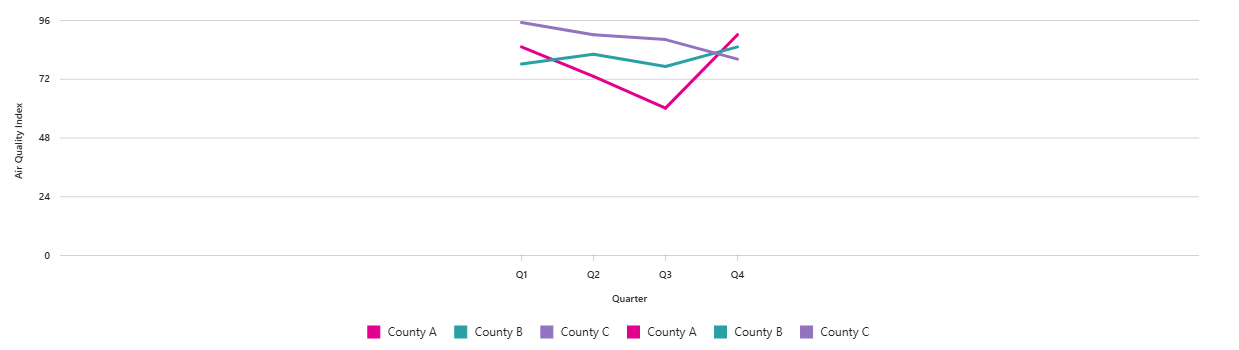 96
72
48
24
0
Air Quality Index
Q1 Q2 Q3 Q4
Quarter
County A County B County C County A County B County C